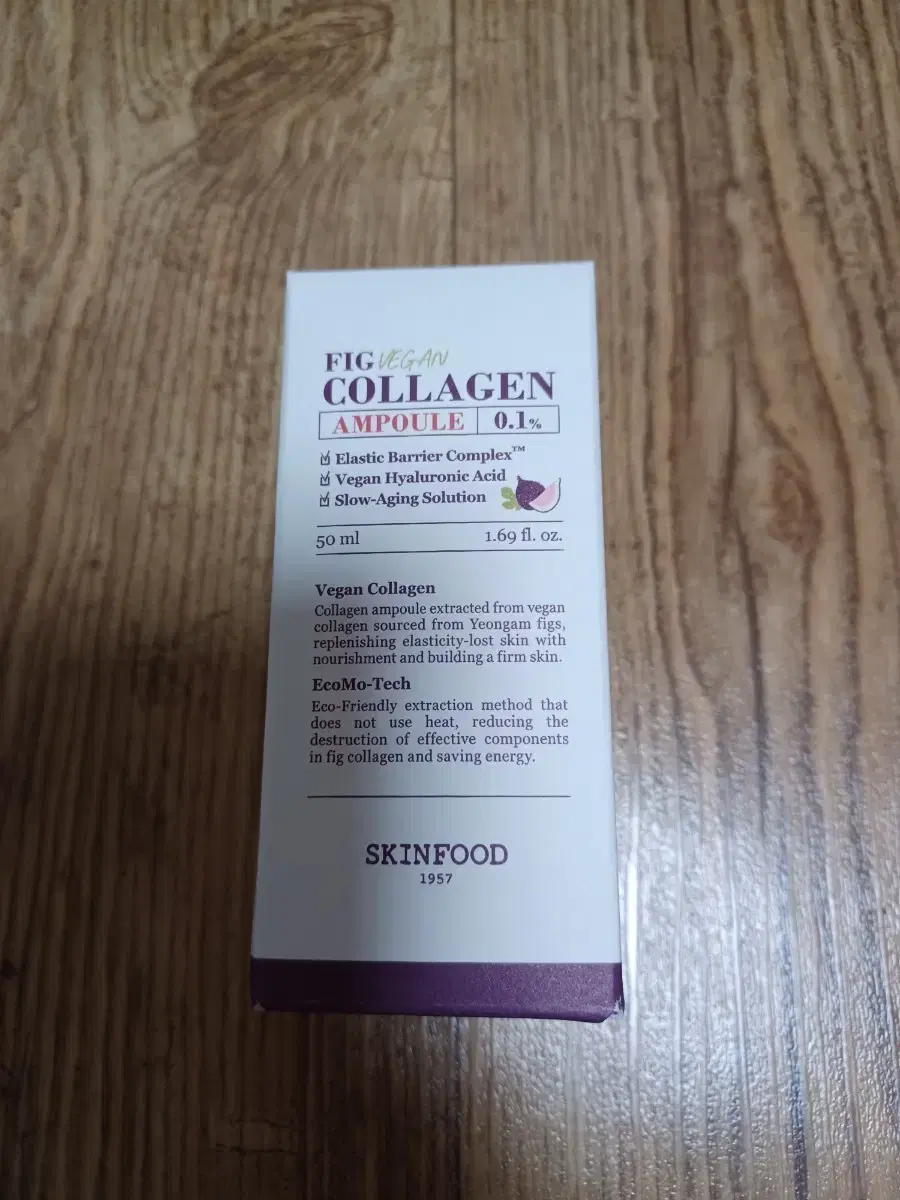 FIG VEGAN
COLLAGEN
AMPOULE 0.1%
Elastic Barrier Complex™
Vegan Hyaluronic Acid
Slow-Aging Solution
50 ml 1.69 fl. oz.
Vegan Collagen
Collagen ampoule extracted from vegan
collagen sourced from Yeongam figs,
replenishing elasticity-lost skin with
nourishment and building a firm skin.
EcoMo-Tech
Eco-Friendly extraction method that
does not use heat, reducing the
destruction of effective components
in fig collagen and saving energy.
SKINFOOD
1957